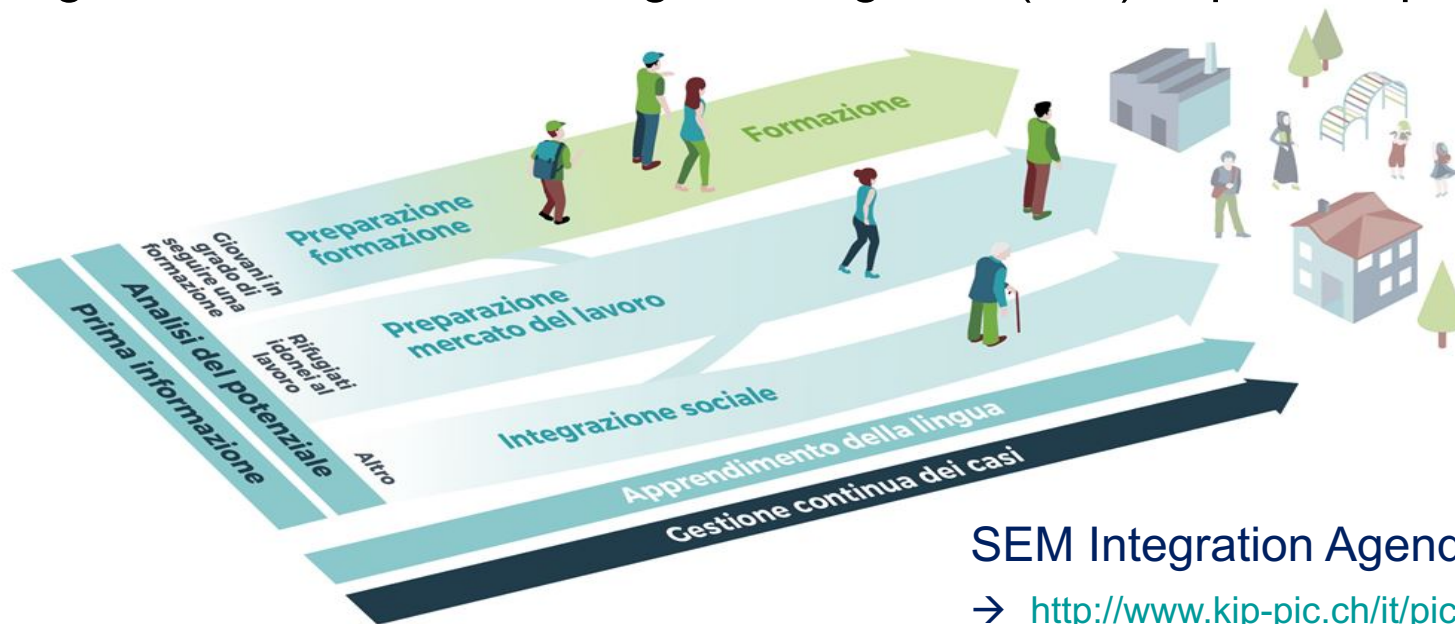 Formazione
Preparazione
formazione
Giovani in
grado di
seguire una
formazione
Preparazione
mercato del lavoro
Rifugiati
idonei al
lavoro
Integrazione sociale
Altro
Analisi del potenziale
Prima informazione
Apprendimento della lingua
Gestione continua dei casi
SEM Integration Agend
→ http://www.kip-pic.ch/it/pic